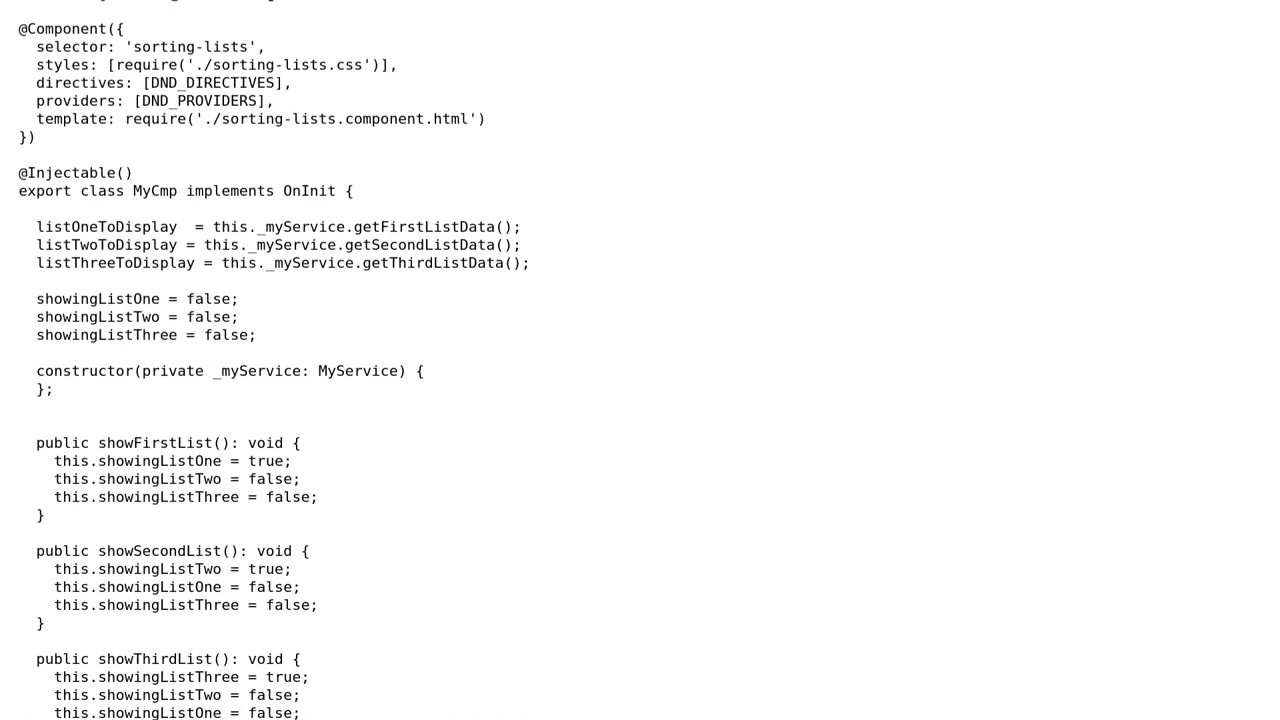 @Component({
  selector: 'sorting-lists',
  styles: [require('./sorting-lists.css')],
  directives: [DND_DIRECTIVES],
  providers: [DND_PROVIDERS],
  template: require('./sorting-lists.component.html')
})

@Injectable()
export class MyCmp implements OnInit {

  listOneToDisplay  = this._myService.getFirstListData();
  listTwoToDisplay = this._myService.getSecondListData();
  listThreeToDisplay = this._myService.getThirdListData();

  showingListOne = false;
  showingListTwo = false;
  showingListThree = false;

  constructor(private _myService: MyService) {
  };


  public showFirstList(): void {
    this.showingListOne = true;
    this.showingListTwo = false;
    this.showingListThree = false;
  }

  public showSecondList(): void {
    this.showingListTwo = true;
    this.showingListOne = false;
    this.showingListThree = false;
  }

  public showThirdList(): void {
    this.showingListThree = true;
    this.showingListTwo = false;
    this.showingListOne = false;